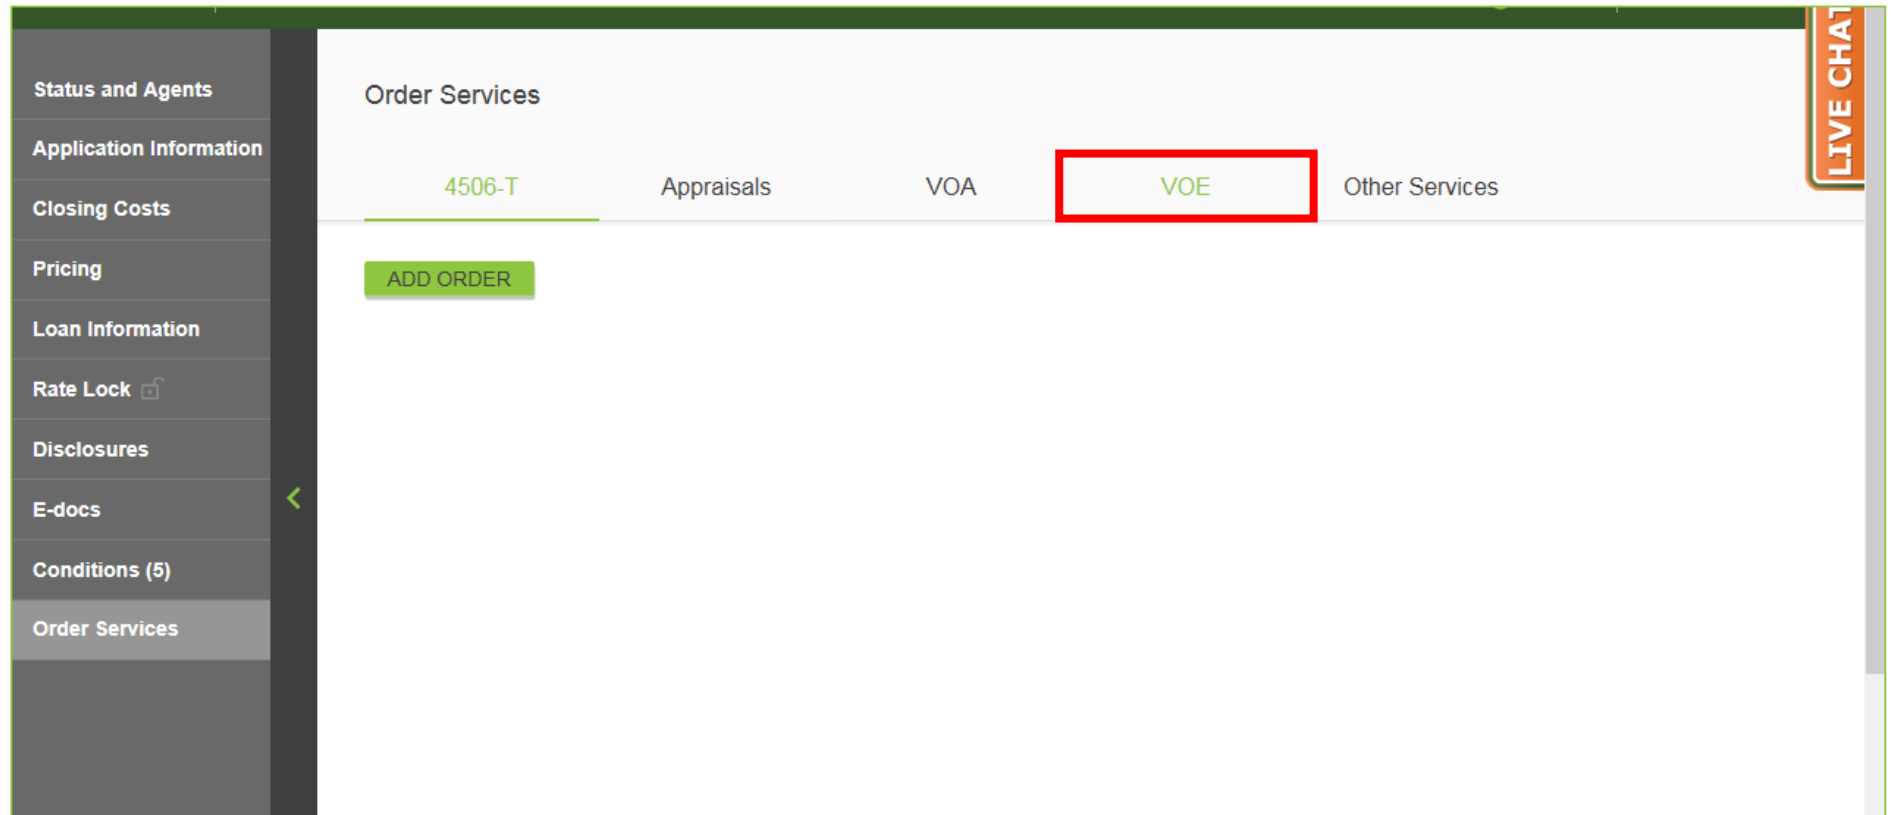 Status and Agents
Application Information
Closing Costs
Pricing
Loan Information
Rate Lock
Disclosures
E-docs
Conditions (5)
Order Services
Order Services
4506-T Appraisals VOA VOE Other Services
ADD ORDER
LIVE CHAT